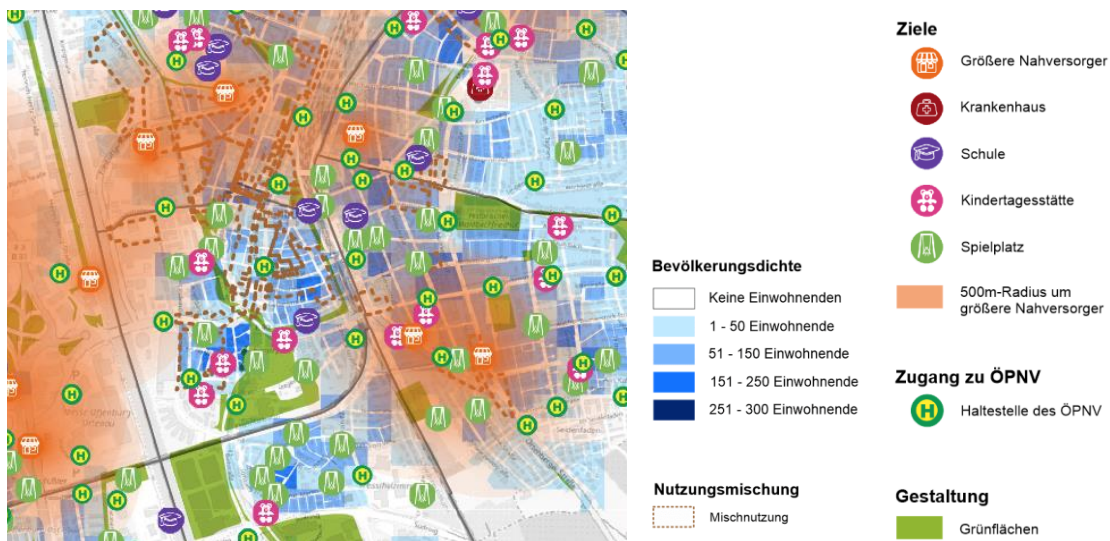 Bevölkerungsdichte
Keine Einwohnenden
1 - 50 Einwohnende
51 - 150 Einwohnende
151 - 250 Einwohnende
251 - 300 Einwohnende
Nutzungsmischung
Mischnutzung
Ziele
Größere Nahversorger
Krankenhaus
Schule
Kindertagesstätte
Spielplatz
500m-Radius um
größere Nahversorger
Zugang zu ÖPNV
H
Haltestelle des ÖPNV
Gestaltung
Grünflächen